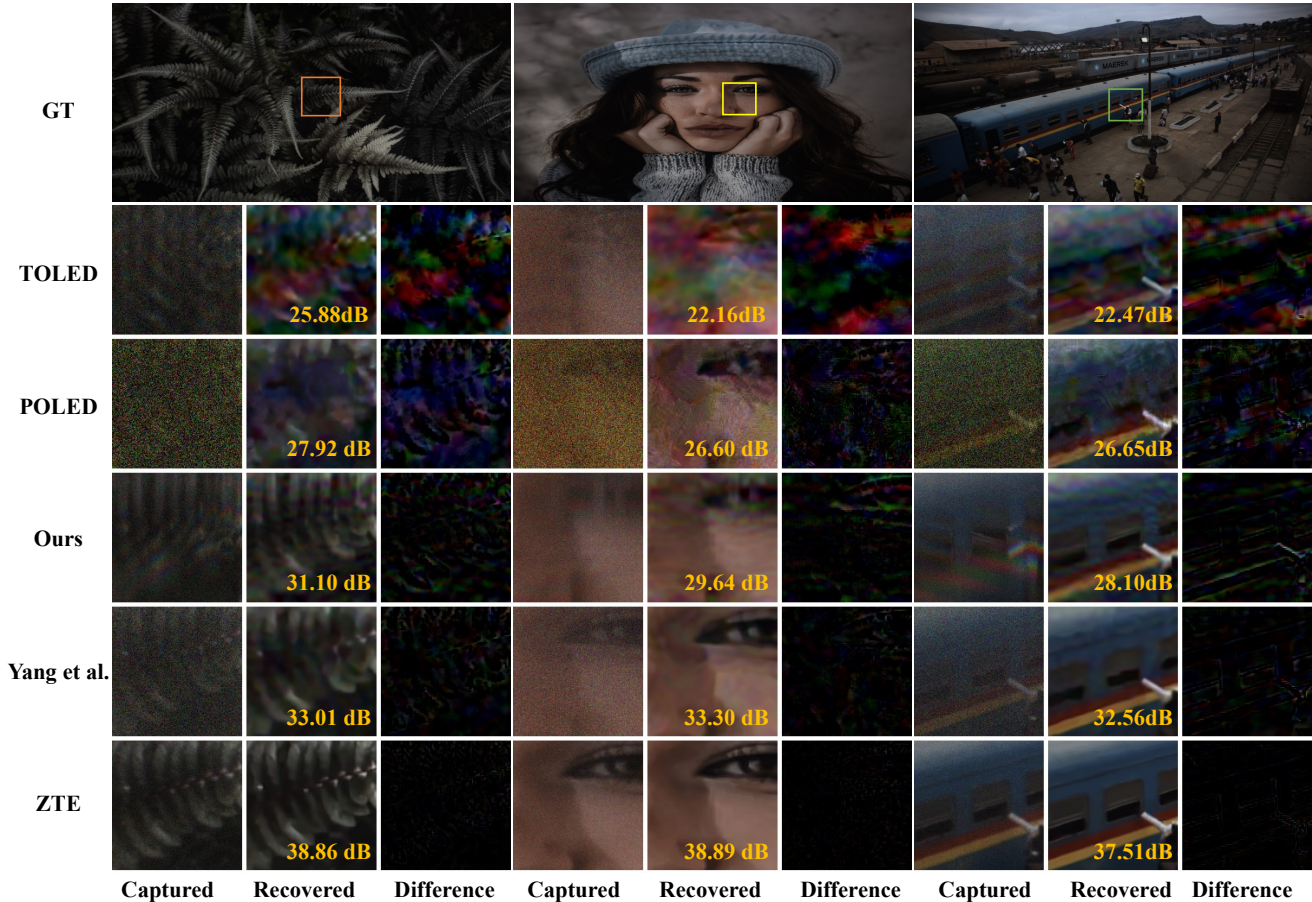 GT
MAERSK
TOLED
25.88dB
22.16dB
22.47dB
POLED
27.92 dB
26.60 dB
26.65dB
Ours
31.10 dB
29.64 dB
28.10dB
Yang et al.
33.01 dB
33.30 dB
32.56dB
ZTE
38.86 dB
38.89 dB
37.51dB
Captured Recovered Difference Captured Recovered Difference Captured Recovered Difference